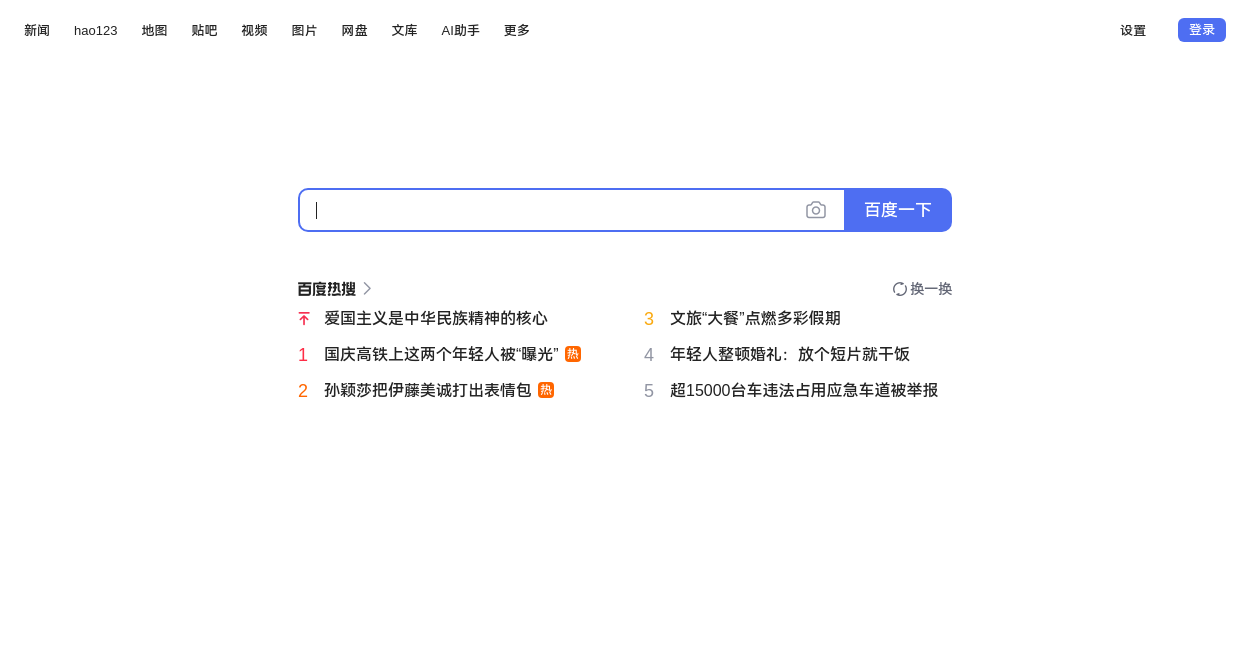 新闻 hao123 地图 贴吧 视频 图片 网盘 文库 AI助手 更多 设置 登录
百度一下
百度热搜 换一换
爱国主义是中华民族精神的核心
1 国庆高铁上这两个年轻人被“曝光” 热
2 孙颖莎把伊藤美诚打出表情包 热
3 文旅“大餐”点燃多彩假期
4 年轻人整顿婚礼：放个短片就干饭
5 超15000台车违法占用应急车道被举报